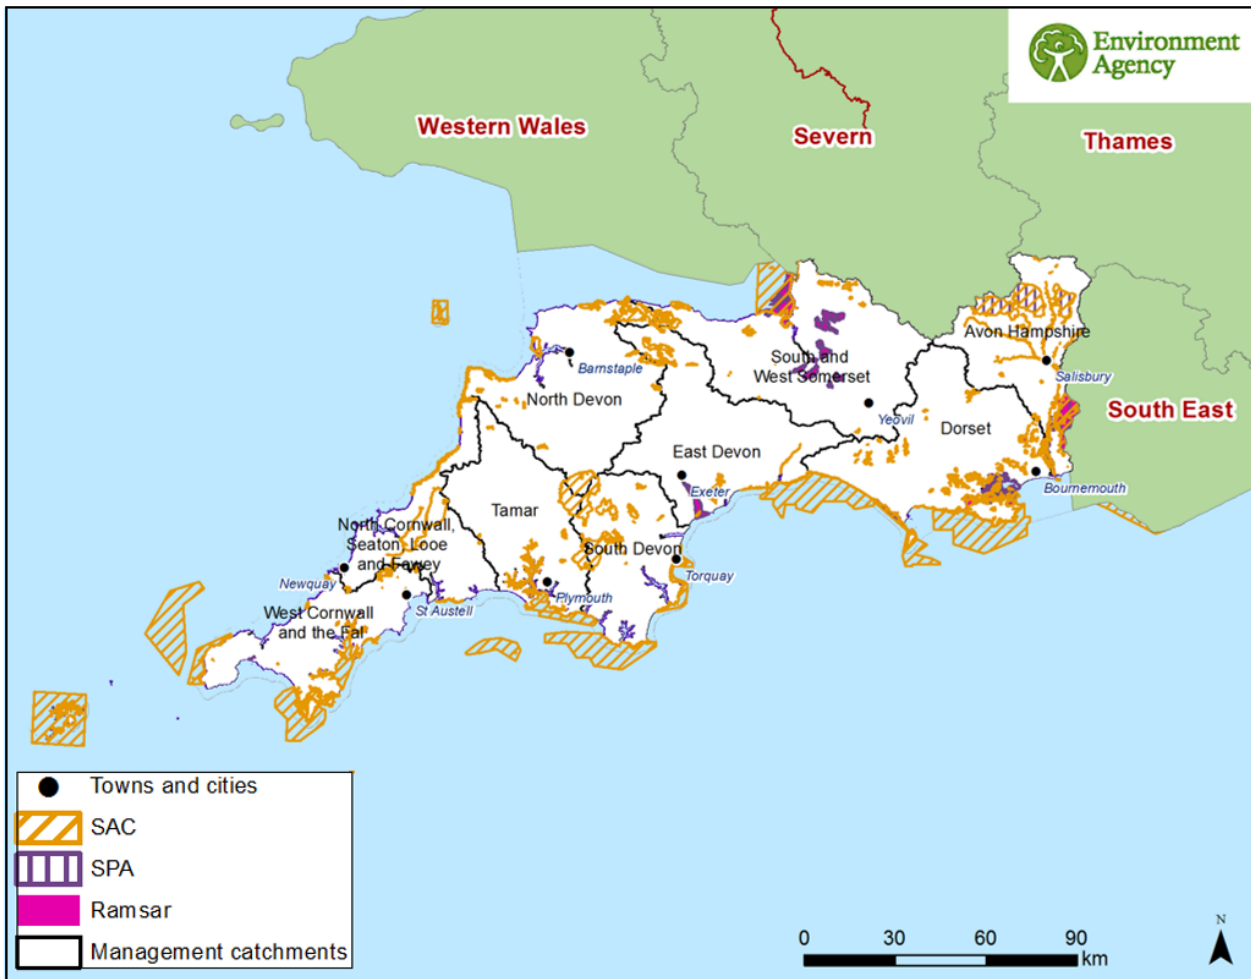 Environment
Agency
Western Wales
Severn
Thames
South East
Avon Hampshire
Salisbury
South and
West Somerset
Yeovil
Barnstaple
North Devon
Dorset
East Devon
Exeter
Bournemouth
Tamar
South Devon
Torquay
North Cornwall,
Seaton, Looe
and Fowey
Newquay
Plymouth
St Austell
West Cornwall
and the Fal
Towns and cities
SAC
SPA
Ramsar
Management catchments
0 30 60 90
km
N